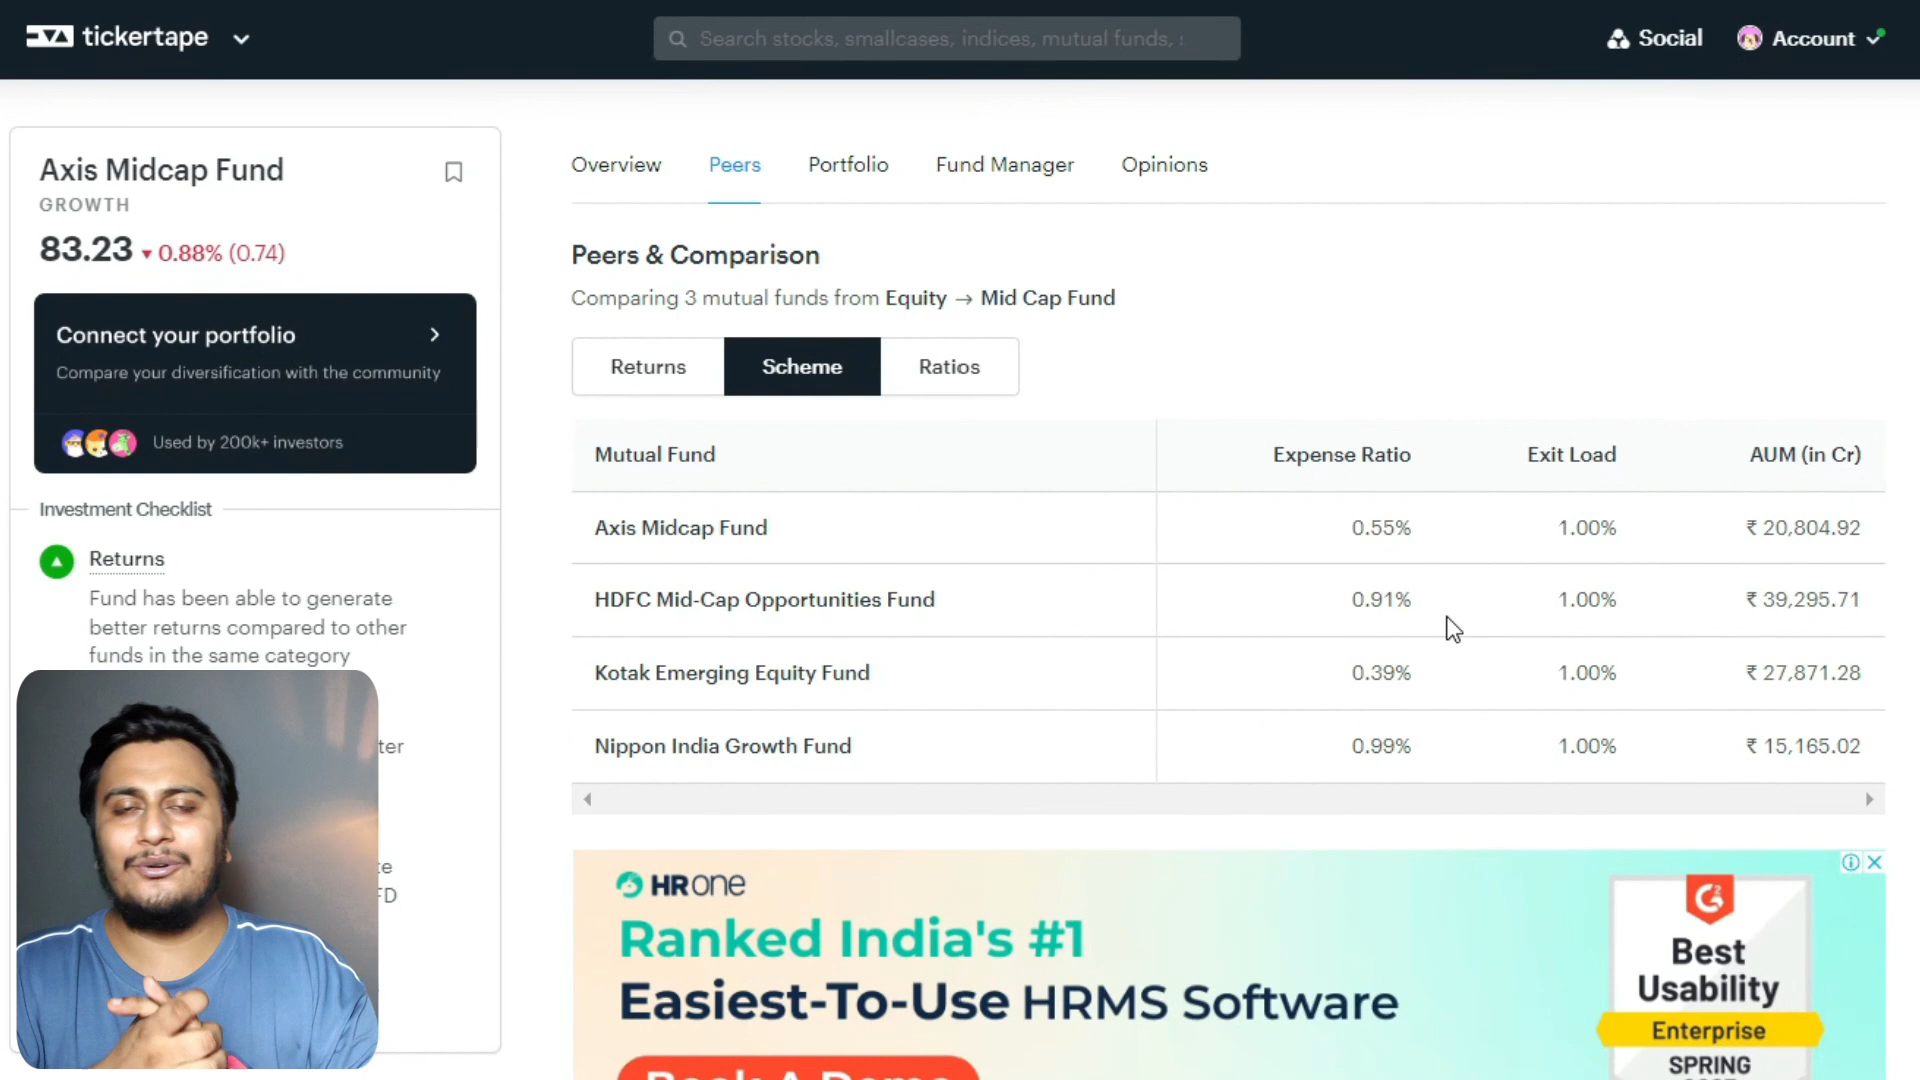 tickertape
Search stocks, smallcases, indices, mutual funds,
Social
Account
Axis Midcap Fund
GROWTH
83.23 ▾ 0.88% (0.74)
Connect your portfolio
Compare your diversification with the community
Used by 200k+ investors
Investment Checklist
Returns
Fund has been able to generate
better returns compared to other
funds in the same category
Overview
Peers
Portfolio
Fund Manager
Opinions
Peers & Comparison
Comparing 3 mutual funds from Equity → Mid Cap Fund
Returns
Scheme
Ratios
Mutual Fund Expense Ratio Exit Load AUM (in Cr)
Axis Midcap Fund 0.55% 1.00% ₹ 20,804.92
HDFC Mid-Cap Opportunities Fund 0.91% 1.00% ₹ 39,295.71
Kotak Emerging Equity Fund 0.39% 1.00% ₹ 27,871.28
Nippon India Growth Fund 0.99% 1.00% ₹ 15,165.02
HRONE
Ranked India's #1
Easiest-To-Use HRMS Software
Book A Demo
Best
Usability
Enterprise
SPRING